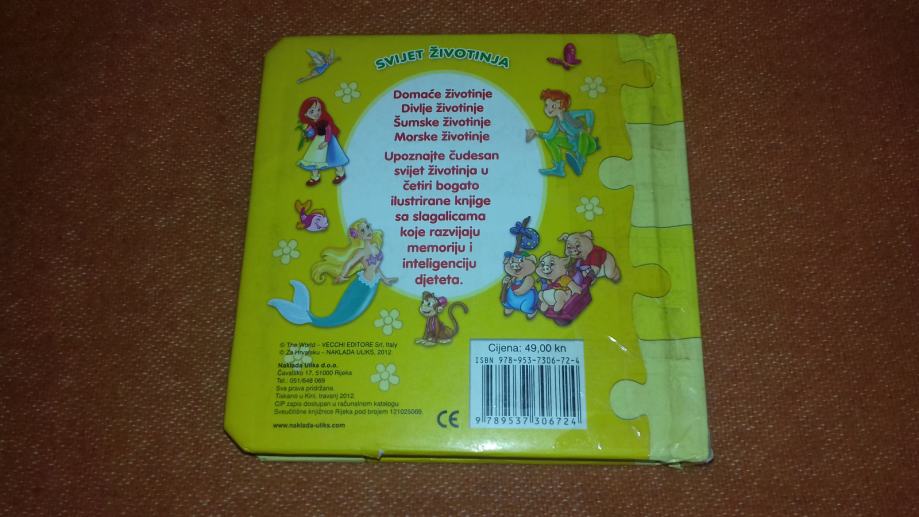 SVIJET ŽIVOTINJA
Domaće životinje
Divlje životinje
Šumske životinje
Morske životinje
Upoznajte čudesan
svijet životinja u
četiri bogato
ilustrirane knjige
sa slagalicama
koje razvijaju
memoriju i
inteligenciju
djeteta.
© The World – VECCHI EDITORE Srl, Italy
© Za Hrvatsku – NAKLADA ULIKS, 2012.
Naklada Uliks d.o.o.
Čavalsko 17, 51000 Rijeka
Tel.: 051/648 069
Sva prava pridržana.
Tiskano u Kini, travanj 2012.
CIP zapis dostupan u računalnom katalogu
Sveučilišne knjižnice Rijeka pod brojem 121025069.
www.naklada-uliks.com
CE
Cijena: 49,00 kn
ISBN 978-953-7306-72-4
9 789537 306724